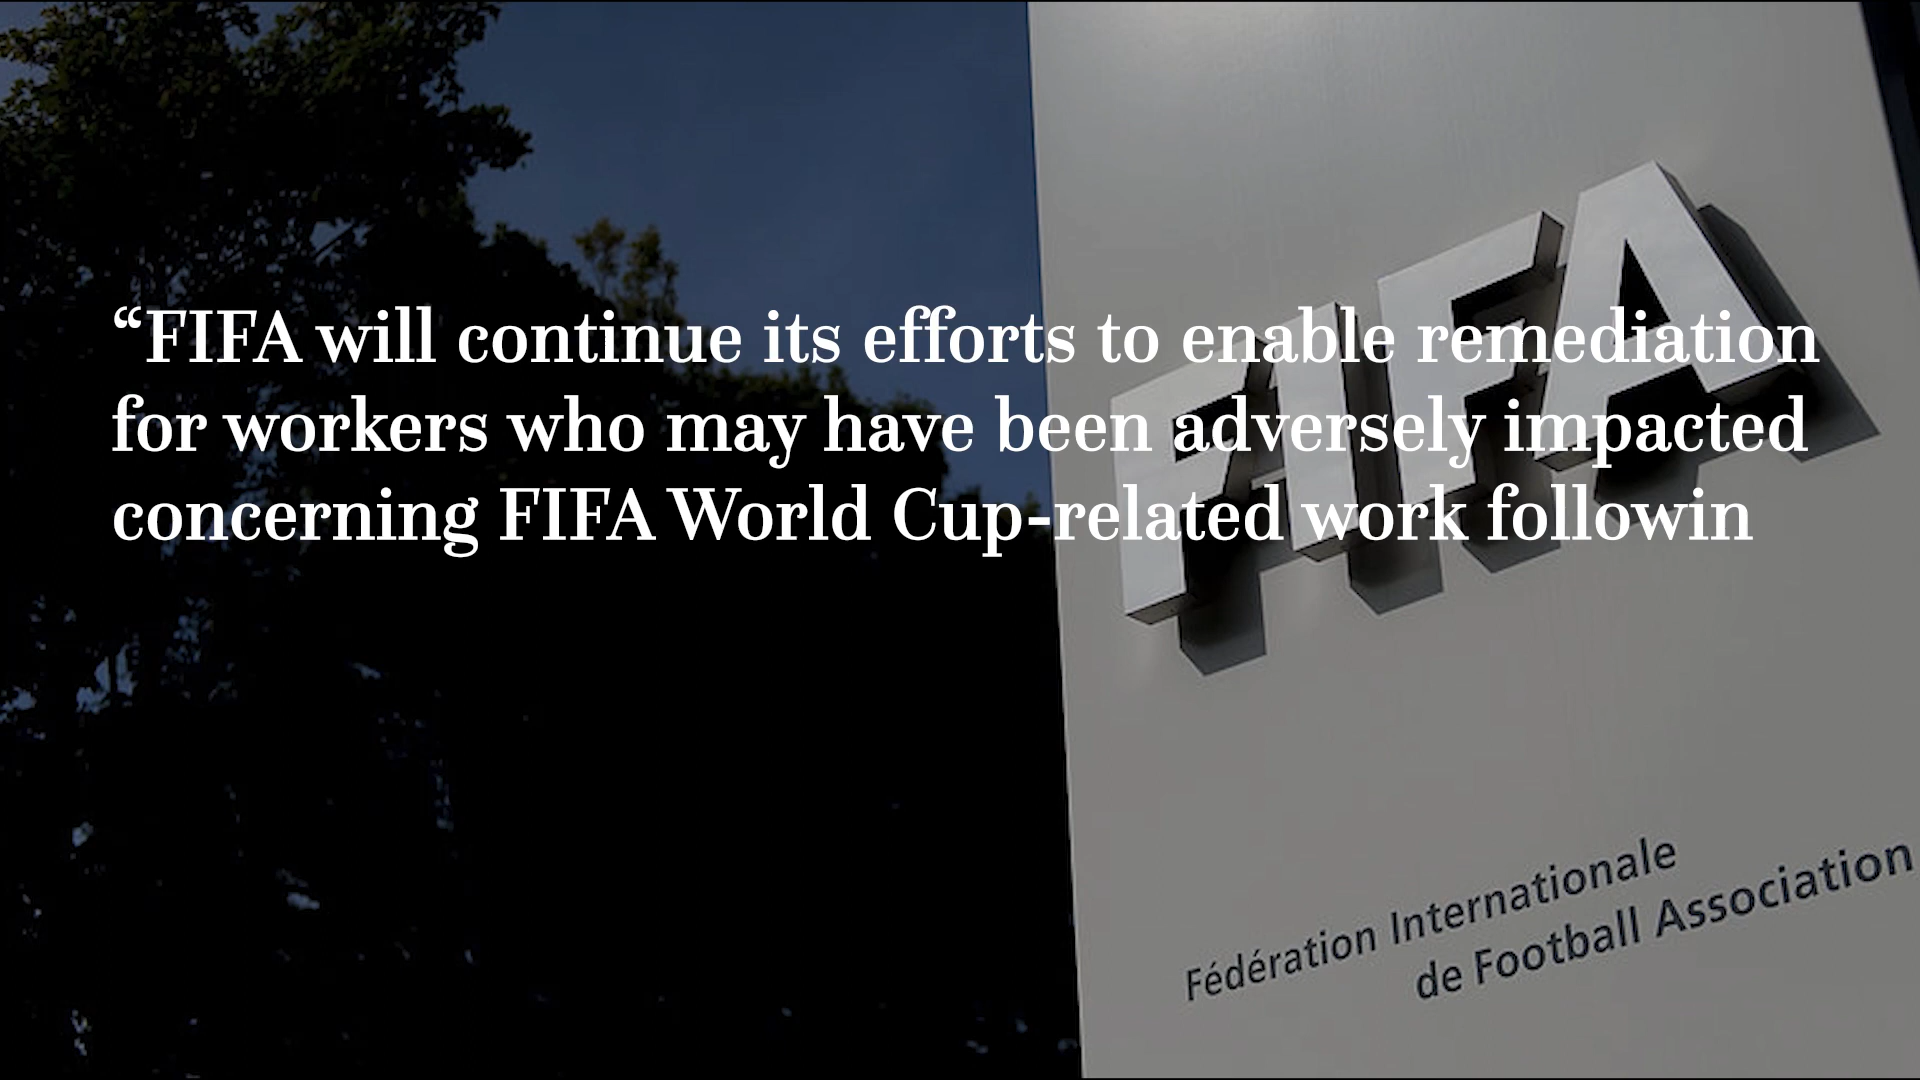 “FIFA will continue its efforts to enable remediation
for workers who may have been adversely impacted
concerning FIFA World Cup-related work followin
FIFA
Fédération Internationale
de Football Association